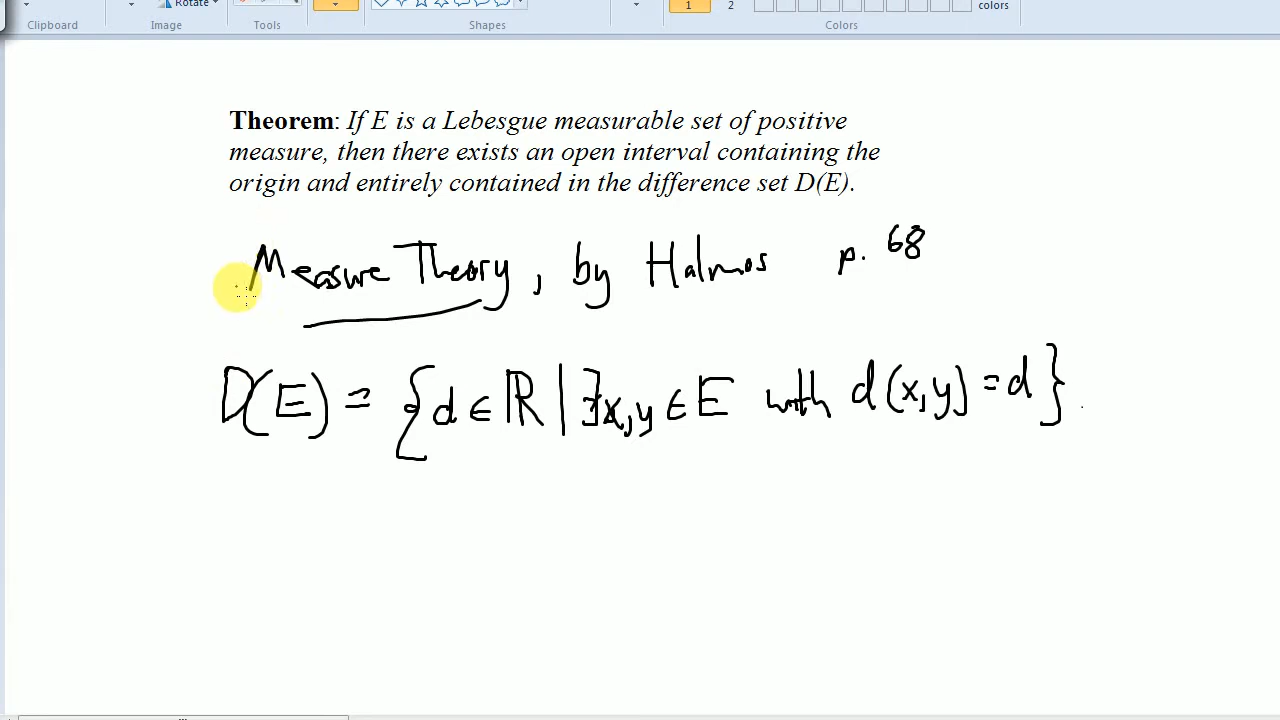 Rotate
1
2
colors
Clipboard
Image
Tools
Shapes
Colors
Theorem: If E is a Lebesgue measurable set of positive
measure, then there exists an open interval containing the
origin and entirely contained in the difference set D(E).
Measure Theory, by Halmos p. 68
D(E) = {d ∈ ℝ | ∃x,y ∈ E with d(x,y) = d}